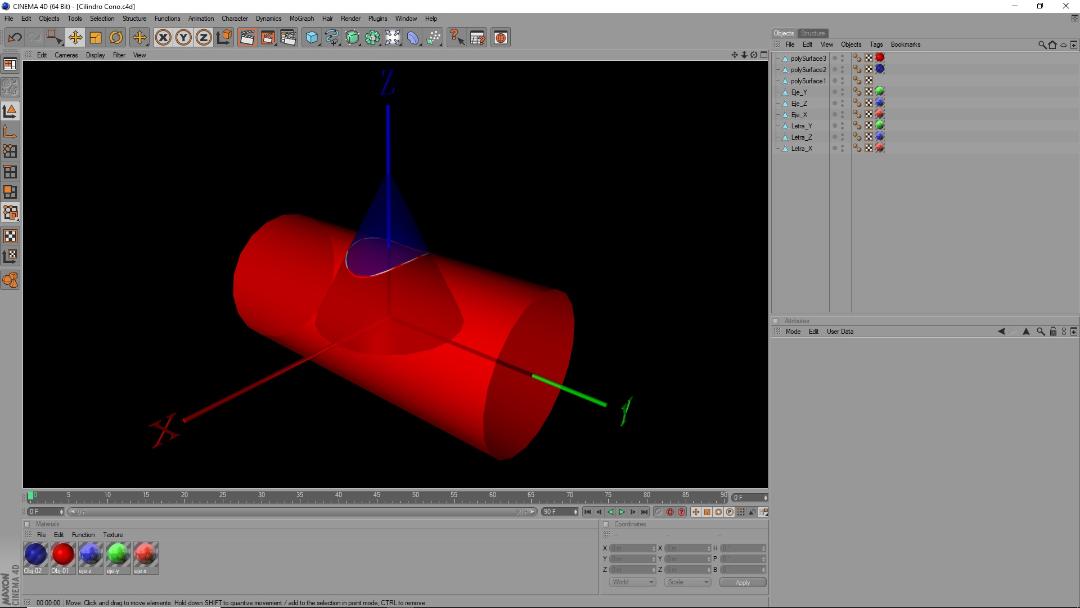 CINEMA 4D (64 Bit) - [Cilindro Cono.c4d]
File Edit Objects Tools Selection Structure Functions Animation Character Dynamics MoGraph Hair Render Plugins Window Help
Objects Structure
File Edit View Objects Tags Bookmarks
Edit Cameras Display Filter View
polySurface3
polySurface2
polySurface1
Eje_Y
Eje_Z
Eje_X
Letra_Y
Letra_Z
Letra_X
Z
X
Y
Attributes
Mode Edit User Data
0 5 10 15 20 25 30 35 40 45 50 55 60 65 70 75 80 85 90 0 F
0 F 90 F
Materials
File Edit Function Texture
Obj-02 Obj-01 eje-z eje-y eje-x
Coordinates
X X H
Y Y P
Z Z B
World Scale Apply
MAXON CINEMA 4D
00:00:00 Move: Click and drag to move elements. Hold down SHIFT to quantize movement / add to the selection in point mode, CTRL to remove.